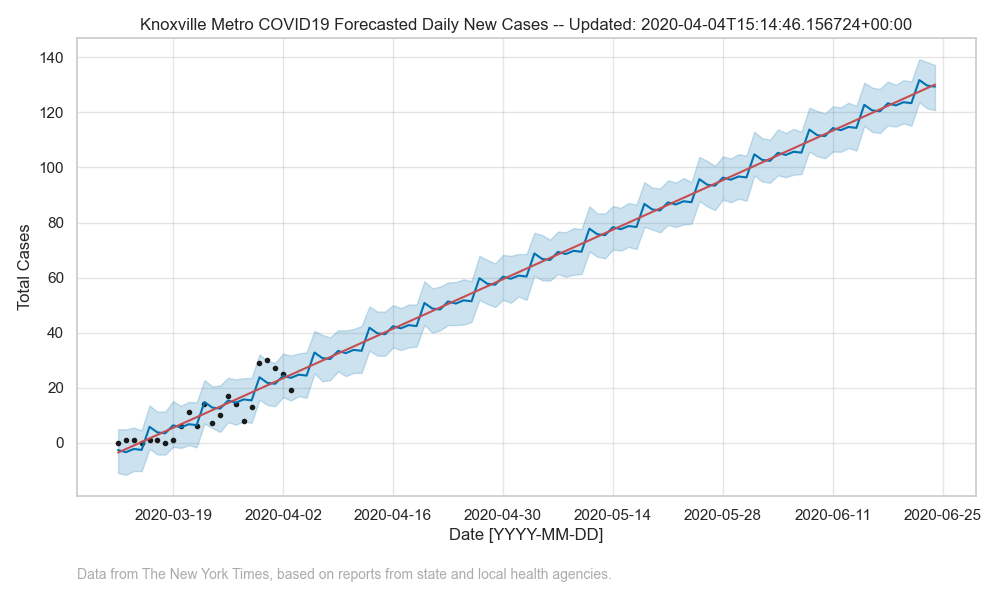 Knoxville Metro COVID19 Forecasted Daily New Cases -- Updated: 2020-04-04T15:14:46.156724+00:00
Total Cases
140
120
100
80
60
40
20
0
2020-03-19 2020-04-02 2020-04-16 2020-04-30 2020-05-14 2020-05-28 2020-06-11 2020-06-25
Date [YYYY-MM-DD]
Data from The New York Times, based on reports from state and local health agencies.